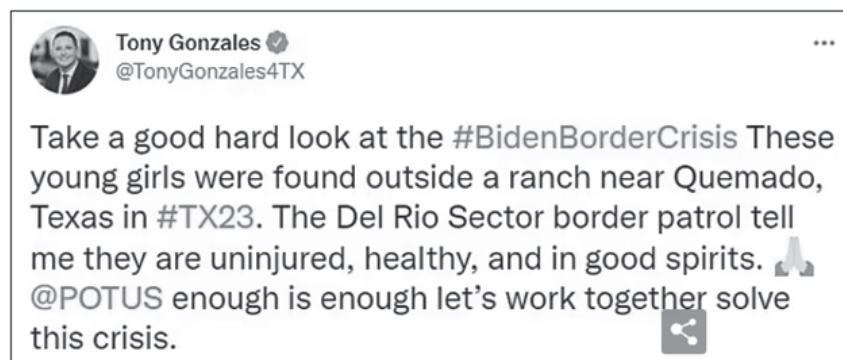 Tony Gonzales
@TonyGonzales4TX
Take a good hard look at the #BidenBorderCrisis These
young girls were found outside a ranch near Quemado,
Texas in #TX23. The Del Rio Sector border patrol tell
me they are uninjured, healthy, and in good spirits. 🙏
@POTUS enough is enough let’s work together solve
this crisis.